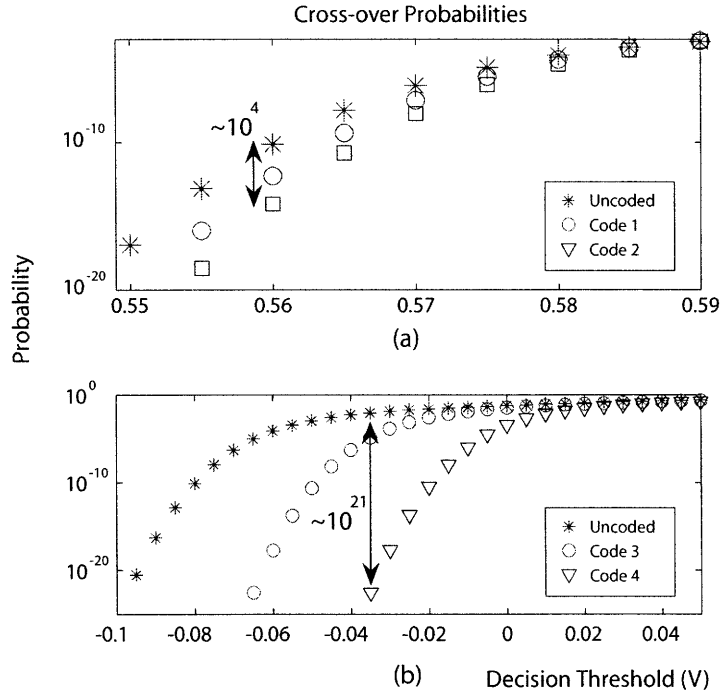 Cross-over Probabilities
~10^4
10^-10
Uncoded
Code 1
Code 2
10^-20
0.55 0.56 0.57 0.58 0.59
(a)
Probability
10^0
10^-10
~10^21
Uncoded
Code 3
Code 4
10^-20
-0.1 -0.08 -0.06 -0.04 -0.02 0 0.02 0.04
(b) Decision Threshold (V)